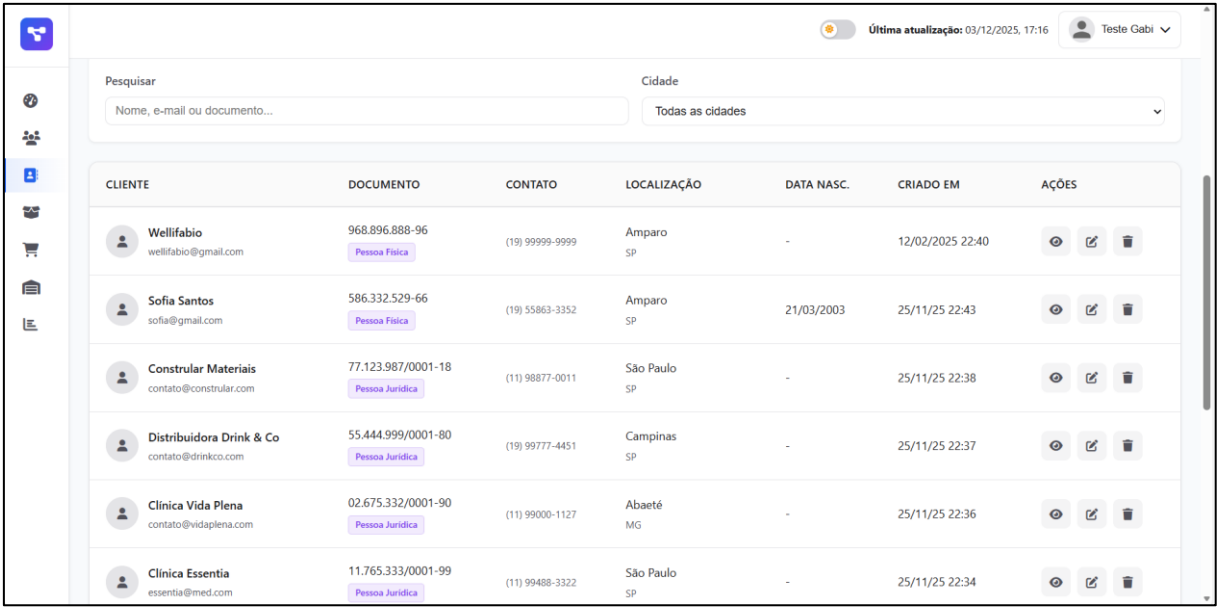 Última atualização: 03/12/2025, 17:16
Teste Gabi
Pesquisar
Cidade
Nome, e-mail ou documento...
Todas as cidades
CLIENTE DOCUMENTO CONTATO LOCALIZAÇÃO DATA NASC. CRIADO EM AÇÕES
Wellifabio
wellifabio@gmail.com
968.896.888-96
Pessoa Física
(19) 99999-9999
Amparo
SP
-
12/02/2025 22:40
Sofia Santos
sofia@gmail.com
586.332.529-66
Pessoa Física
(19) 55863-3352
Amparo
SP
21/03/2003
25/11/25 22:43
Constrular Materiais
contato@constrular.com
77.123.987/0001-18
Pessoa Jurídica
(11) 98877-0011
São Paulo
SP
-
25/11/25 22:38
Distribuidora Drink & Co
contato@drinkco.com
55.444.999/0001-80
Pessoa Jurídica
(19) 99777-4451
Campinas
SP
-
25/11/25 22:37
Clínica Vida Plena
contato@vidaplena.com
02.675.332/0001-90
Pessoa Jurídica
(11) 99000-1127
Abaeté
MG
-
25/11/25 22:36
Clínica Essentia
essentia@med.com
11.765.333/0001-99
Pessoa Jurídica
(11) 99488-3322
São Paulo
SP
-
25/11/25 22:34